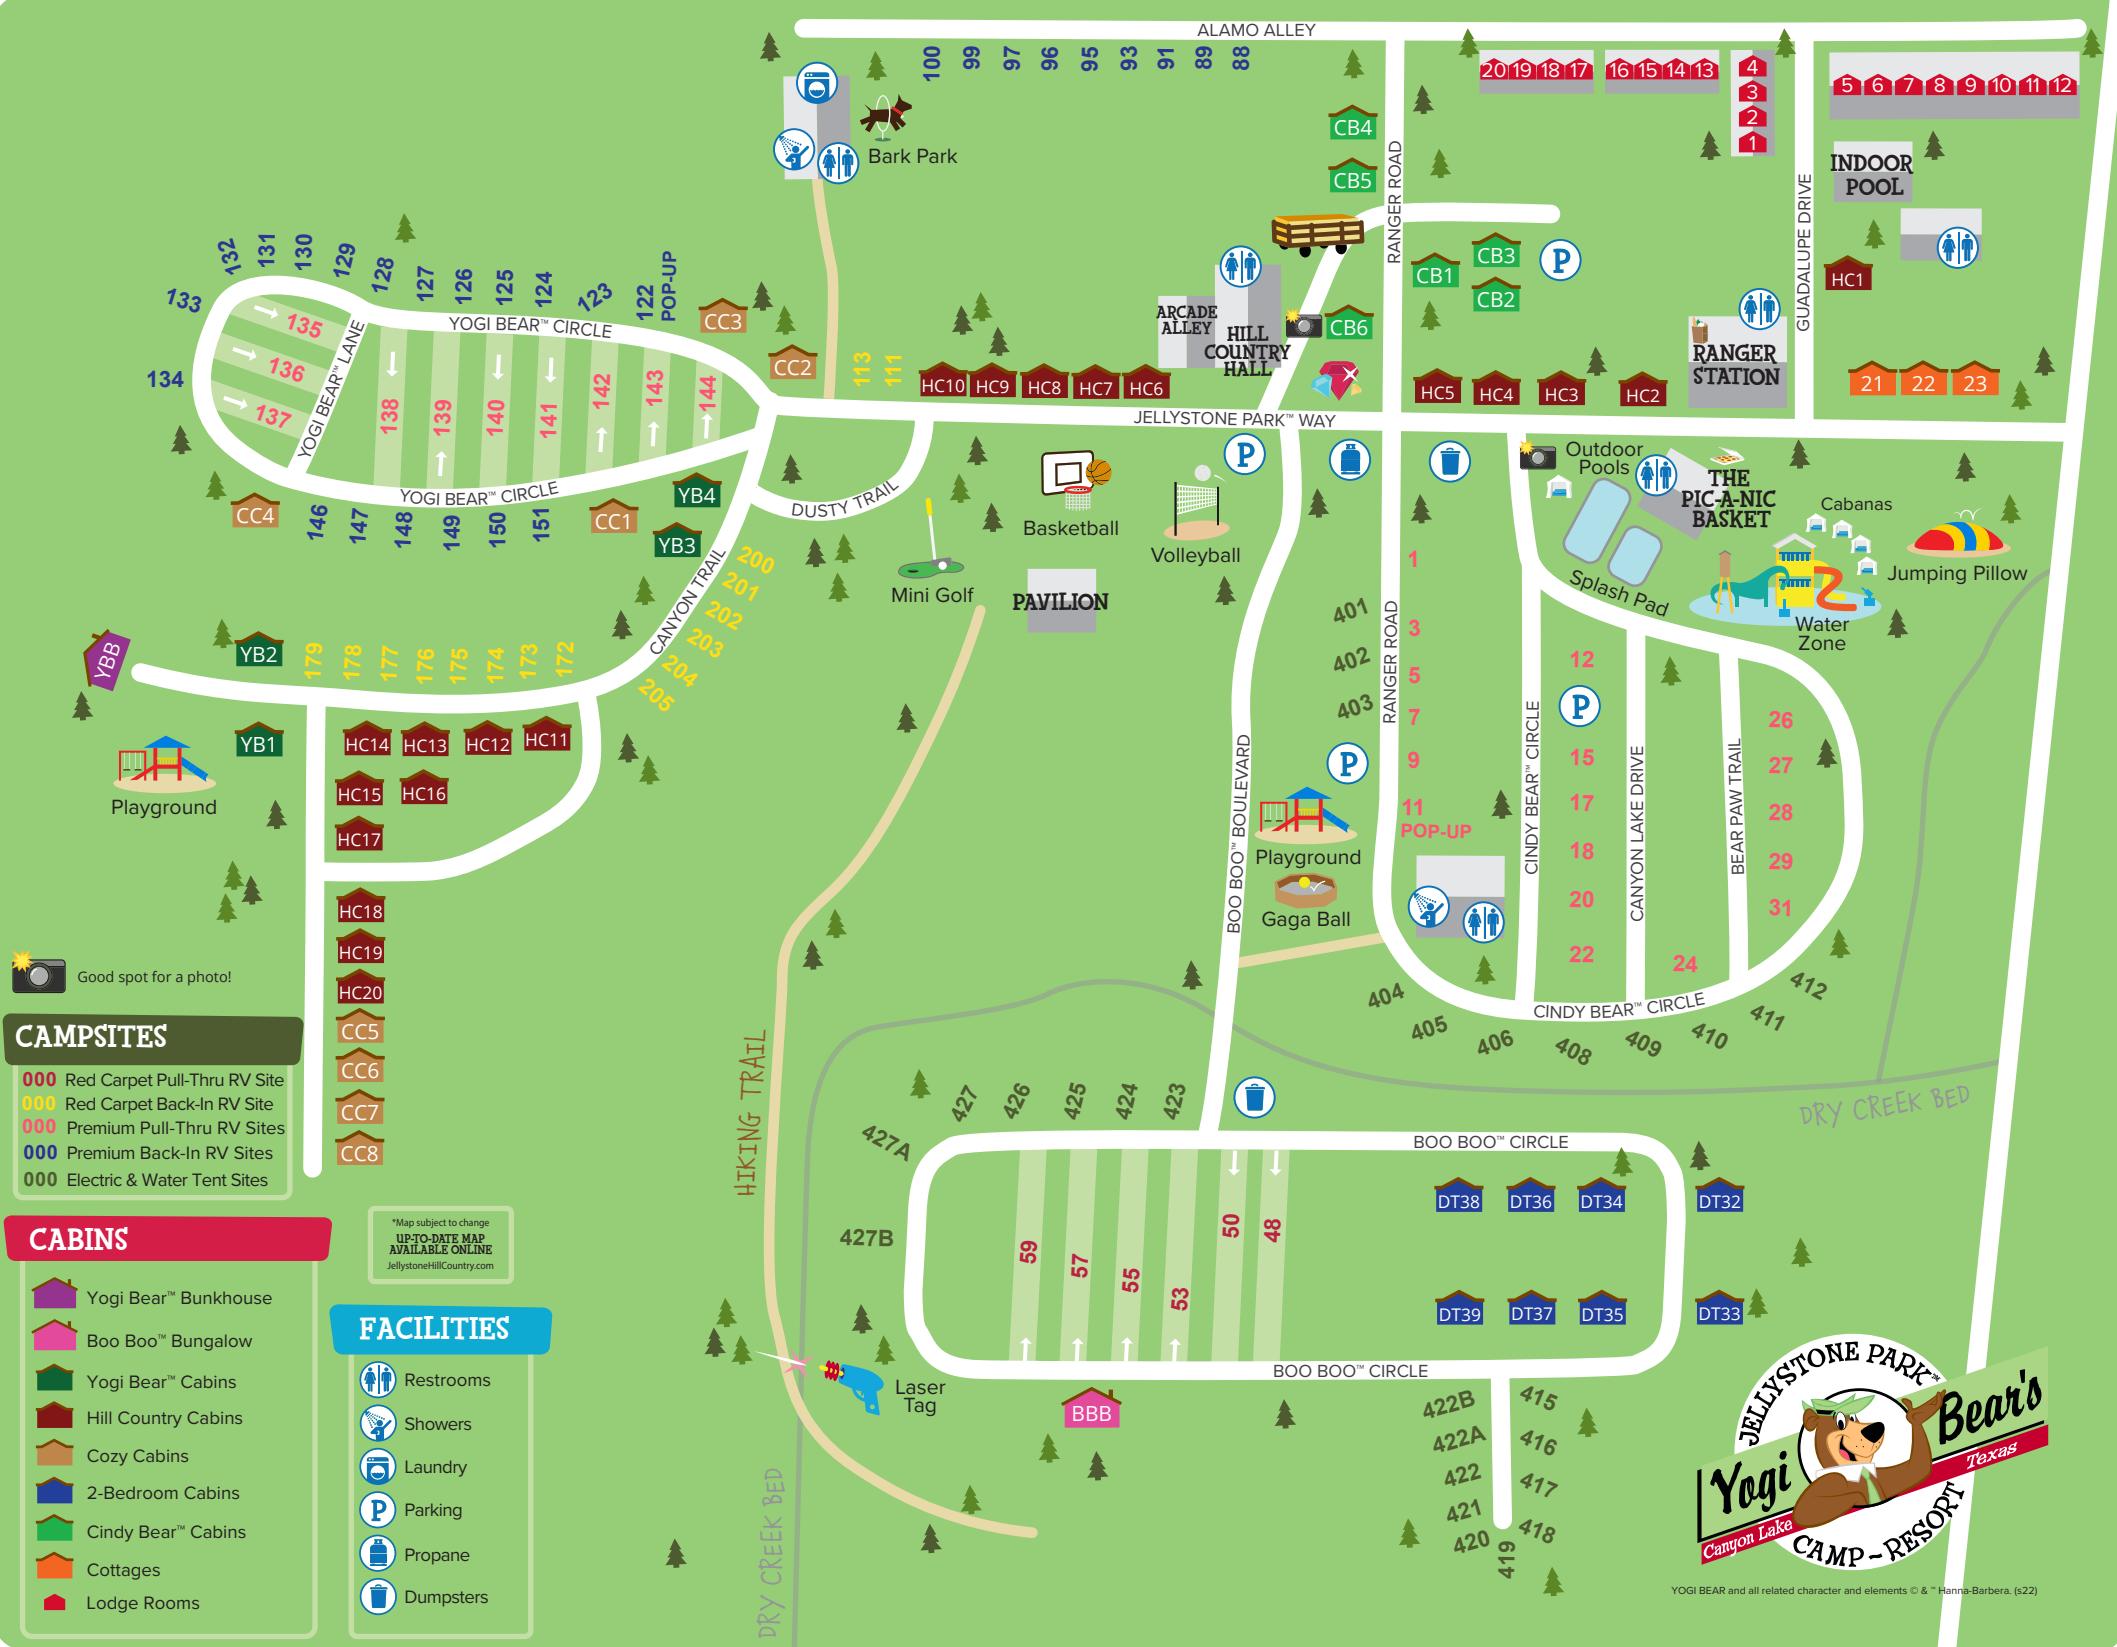 ALAMO ALLEY
100
99
97
96
95
93
91
89
88
20
19
18
17
16
15
14
13
4
3
2
1
5
6
7
8
9
10
11
12
CB4
CB5
Bark Park
RANGER ROAD
GUADALUPE DRIVE
INDOOR
POOL
HC1
CB3
CB1
CB2
P
132
131
130
129
128
127
126
125
124
123
122
POP-UP
133
134
135
136
137
YOGI BEAR™ LANE
YOGI BEAR™ CIRCLE
138
139
140
141
142
143
144
CC3
CC2
113
111
HC10
HC9
HC8
HC7
HC6
ARCADE
ALLEY
HILL
COUNTRY
HALL
CB6
HC5
HC4
HC3
HC2
RANGER
STATION
21
22
23
JELLYSTONE PARK™ WAY
YOGI BEAR™ CIRCLE
CC4
146
147
148
149
150
151
CC1
YB4
YB3
DUSTY TRAIL
CANYON TRAIL
200
201
202
203
204
205
Mini Golf
Basketball
Volleyball
PAVILION
P
Outdoor
Pools
THE
PIC-A-NIC
BASKET
Cabanas
Jumping Pillow
Splash Pad
Water
Zone
YBB
YB2
179
178
177
176
175
174
173
172
YB1
Playground
HC14
HC13
HC12
HC11
HC15
HC16
HC17
HC18
HC19
HC20
CC5
CC6
CC7
CC8
401
402
403
RANGER ROAD
1
3
5
7
9
11
POP-UP
P
Playground
Gaga Ball
BOO BOO™ BOULEVARD
CINDY BEAR™ CIRCLE
12
P
15
17
18
20
22
CANYON LAKE DRIVE
24
BEAR PAW TRAIL
26
27
28
29
31
CINDY BEAR™ CIRCLE
404
405
406
408
409
410
411
412
DRY CREEK BED
HIKING TRAIL
427
426
425
424
423
427A
427B
BOO BOO™ CIRCLE
59
57
55
53
50
48
DT38
DT36
DT34
DT32
DT39
DT37
DT35
DT33
BOO BOO™ CIRCLE
Laser
Tag
BBB
422B
422A
422
421
420
419
415
416
417
418
DRY CREEK BED
Good spot for a photo!
CAMPSITES
000 Red Carpet Pull-Thru RV Site
000 Red Carpet Back-In RV Site
000 Premium Pull-Thru RV Sites
000 Premium Back-In RV Sites
000 Electric & Water Tent Sites
CABINS
Yogi Bear™ Bunkhouse
Boo Boo™ Bungalow
Yogi Bear™ Cabins
Hill Country Cabins
Cozy Cabins
2-Bedroom Cabins
Cindy Bear™ Cabins
Cottages
Lodge Rooms
*Map subject to change
UP-TO-DATE MAP
AVAILABLE ONLINE
JellystoneHillCountry.com
FACILITIES
Restrooms
Showers
Laundry
P Parking
Propane
Dumpsters
JELLYSTONE PARK™
Yogi Bear's
Canyon Lake Texas
CAMP-RESORT
YOGI BEAR and all related character and elements © & ™ Hanna-Barbera. (s22)